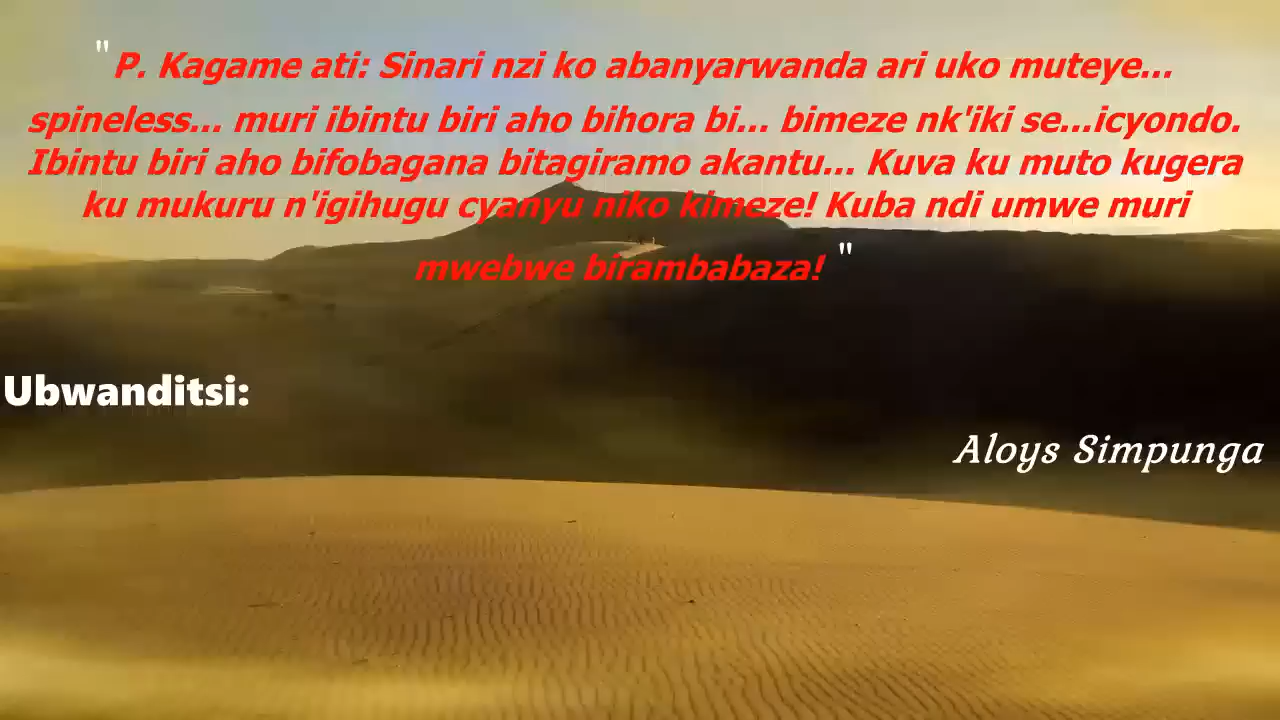 " P. Kagame ati: Sinari nzi ko abanyarwanda ari uko muteye...
spineless... muri ibintu biri aho bihora bi... bimeze nk'iki se...icyondo.
Ibintu biri aho bifobagana bitagiramo akantu... Kuva ku muto kugera
ku mukuru n'igihugu cyanyu niko kimeze! Kuba ndi umwe muri
mwebwe birambabaza! "
Ubwanditsi:
Aloys Simpunga